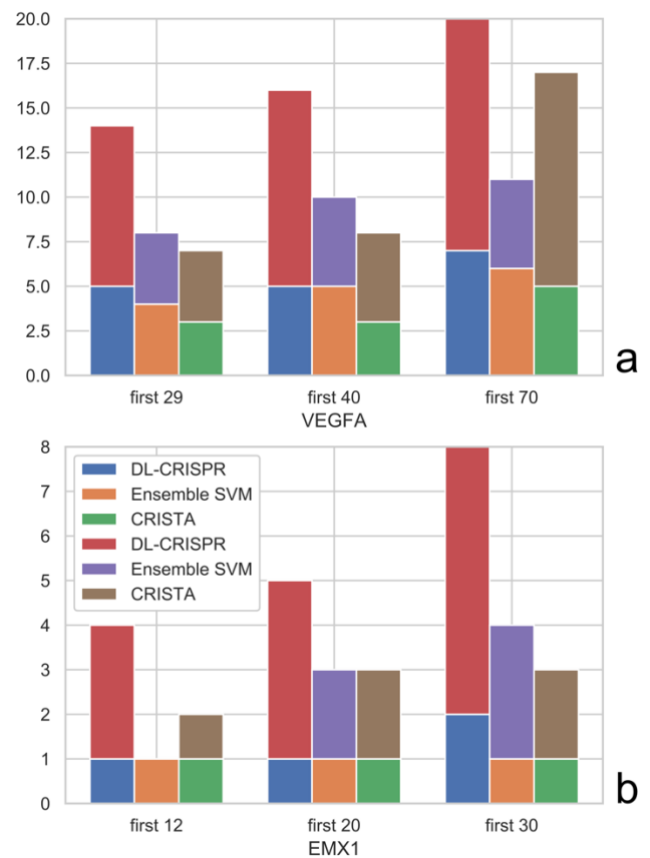 20.0
17.5
15.0
12.5
10.0
7.5
5.0
2.5
0.0
first 29 first 40 first 70
VEGFA
a
8
7
6
5
4
3
2
1
0
DL-CRISPR
Ensemble SVM
CRISTA
DL-CRISPR
Ensemble SVM
CRISTA
first 12 first 20 first 30
EMX1
b